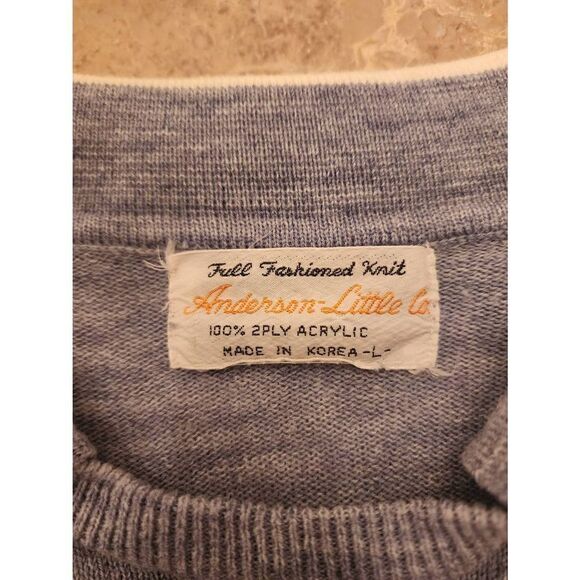 Full Fashioned Knit
Anderson-Little Co.
100% 2PLY ACRYLIC
MADE IN KOREA -L-